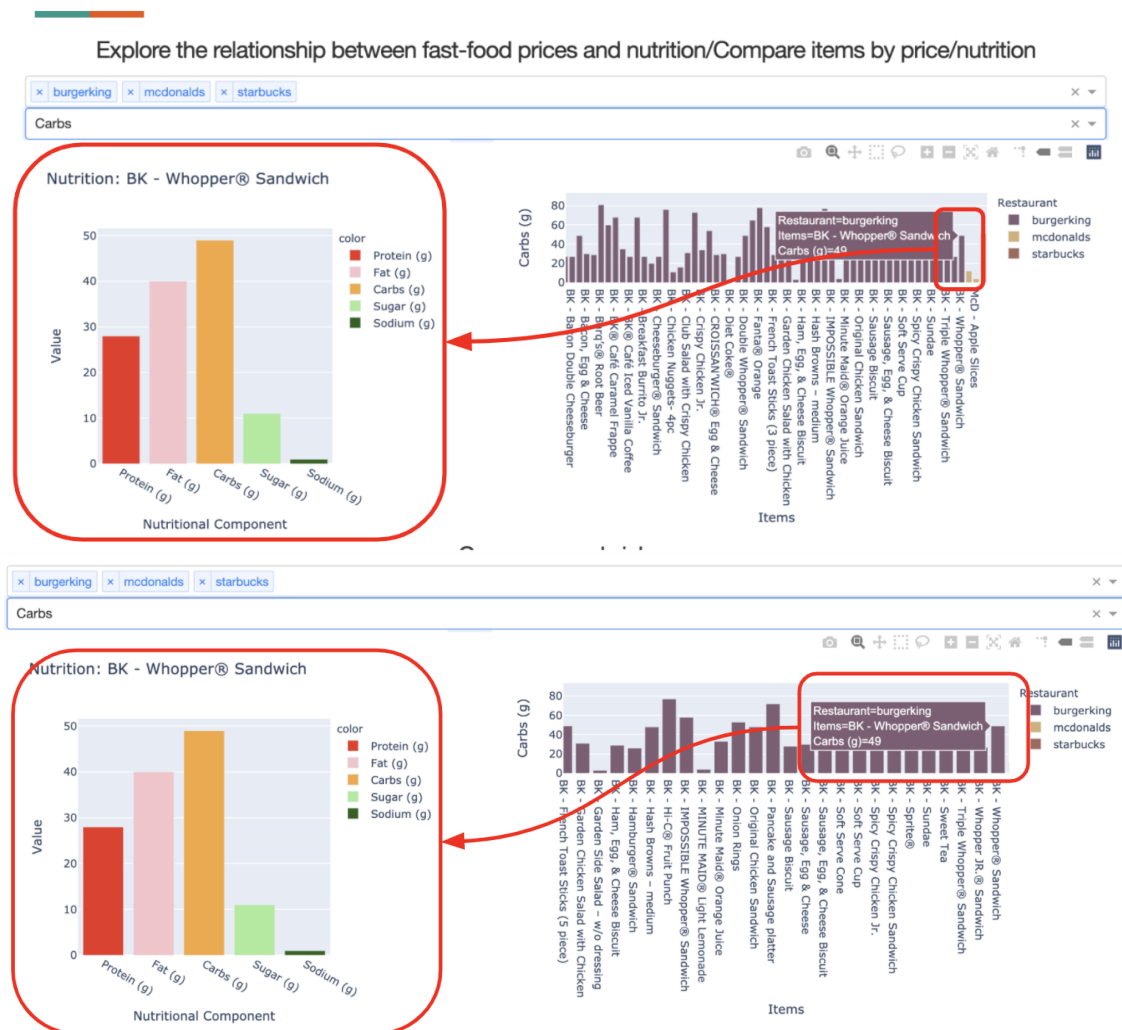 Explore the relationship between fast-food prices and nutrition/Compare items by price/nutrition
× burgerking × mcdonalds × starbucks
Carbs
Nutrition: BK - Whopper® Sandwich
50
40
30
20
10
0
Value
Protein (g)
Fat (g)
Carbs (g)
Sugar (g)
Sodium (g)
Nutritional Component
color
Protein (g)
Fat (g)
Carbs (g)
Sugar (g)
Sodium (g)
Carbs (g)
80
60
40
20
0
Restaurant=burgerking
Items=BK - Whopper® Sandwich
Carbs (g)=49
Restaurant
burgerking
mcdonalds
starbucks
BK - Bacon Double Cheeseburger
BK - Bacon, Egg & Cheese
BK - Barq's® Root Beer
BK - BK® Café Caramel Frappe
BK - BK® Café Iced Vanilla Coffee
BK - Breakfast Burrito Jr.
BK - Cheeseburger® Sandwich
BK - Chicken Nuggets- 4pc
BK - Club Salad with Crispy Chicken
BK - Crispy Chicken Jr.
BK - CROISSAN'WICH® Egg & Cheese
BK - Diet Coke®
BK - Double Whopper® Sandwich
BK - Fanta® Orange
BK - French Toast Sticks (3 piece)
BK - Garden Chicken Salad with Chicken
BK - Ham, Egg, & Cheese Biscuit
BK - Hash Browns – medium
BK - IMPOSSIBLE Whopper® Sandwich
BK - Minute Maid® Orange Juice
BK - Original Chicken Sandwich
BK - Sausage Biscuit
BK - Sausage, Egg, & Cheese Biscuit
BK - Soft Serve Cup
BK - Spicy Crispy Chicken Sandwich
BK - Sundae
BK - Triple Whopper® Sandwich
BK - Whopper® Sandwich
McD - Apple Slices
Items
× burgerking × mcdonalds × starbucks
Carbs
Nutrition: BK - Whopper® Sandwich
50
40
30
20
10
0
Value
Protein (g)
Fat (g)
Carbs (g)
Sugar (g)
Sodium (g)
Nutritional Component
color
Protein (g)
Fat (g)
Carbs (g)
Sugar (g)
Sodium (g)
Carbs (g)
80
60
40
20
0
Restaurant=burgerking
Items=BK - Whopper® Sandwich
Carbs (g)=49
Restaurant
burgerking
mcdonalds
starbucks
BK - French Toast Sticks (5 piece)
BK - Garden Chicken Salad with Chicken
BK - Garden Side Salad – w/o dressing
BK - Ham, Egg, & Cheese Biscuit
BK - Hamburger® Sandwich
BK - Hash Browns – medium
BK - Hi-C® Fruit Punch
BK - IMPOSSIBLE Whopper® Sandwich
BK - MINUTE MAID® Light Lemonade
BK - Minute Maid® Orange Juice
BK - Onion Rings
BK - Original Chicken Sandwich
BK - Pancake and Sausage platter
BK - Sausage Biscuit
BK - Sausage, Egg & Cheese
BK - Sausage, Egg, & Cheese Biscuit
BK - Soft Serve Cone
BK - Soft Serve Cup
BK - Spicy Crispy Chicken Jr.
BK - Spicy Crispy Chicken Sandwich
BK - Sprite®
BK - Sundae
BK - Sweet Tea
BK - Triple Whopper® Sandwich
BK - Whopper JR.® Sandwich
BK - Whopper® Sandwich
Items